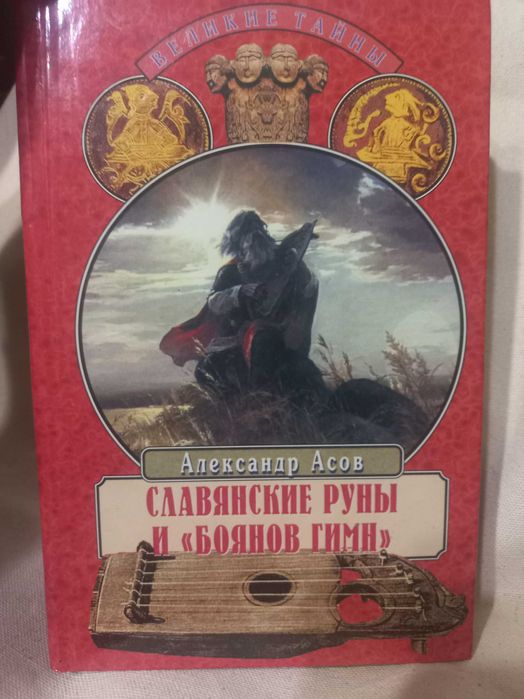 ВЕЛИКИЕ ТАЙНЫ
Александр Асов
СЛАВЯНСКИЕ РУНЫ
И «БОЯНОВ ГИМН»